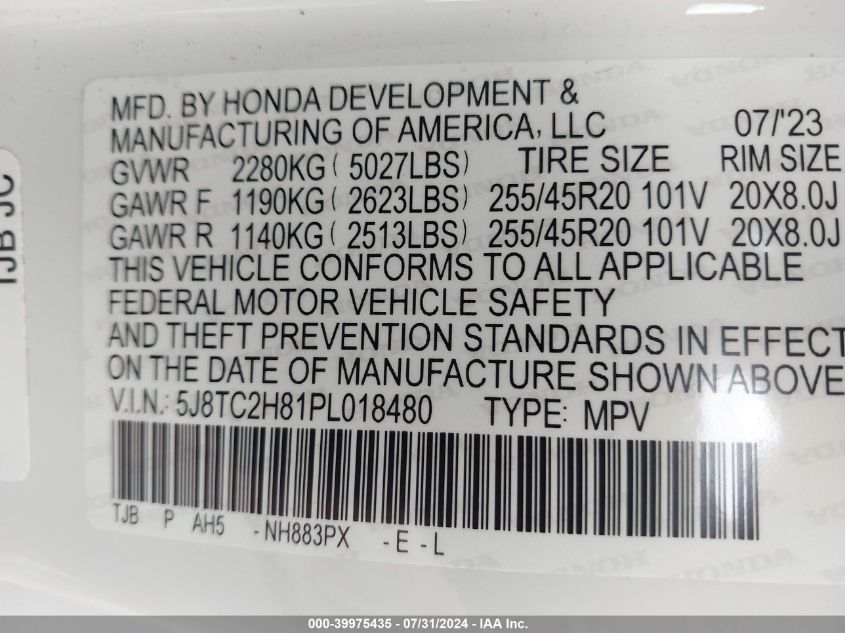 MFD. BY HONDA DEVELOPMENT &
MANUFACTURING OF AMERICA, LLC 07/'23
GVWR 2280KG ( 5027LBS) TIRE SIZE RIM SIZE
GAWR F 1190KG ( 2623LBS) 255/45R20 101V 20X8.0J
GAWR R 1140KG ( 2513LBS) 255/45R20 101V 20X8.0J
THIS VEHICLE CONFORMS TO ALL APPLICABLE
FEDERAL MOTOR VEHICLE SAFETY
AND THEFT PREVENTION STANDARDS IN EFFECT
ON THE DATE OF MANUFACTURE SHOWN ABOVE
V.I.N.: 5J8TC2H81PL018480 TYPE: MPV
TJB P AH5 -NH883PX -E-L
TJB JC
000-39975435 - 07/31/2024 - IAA Inc.